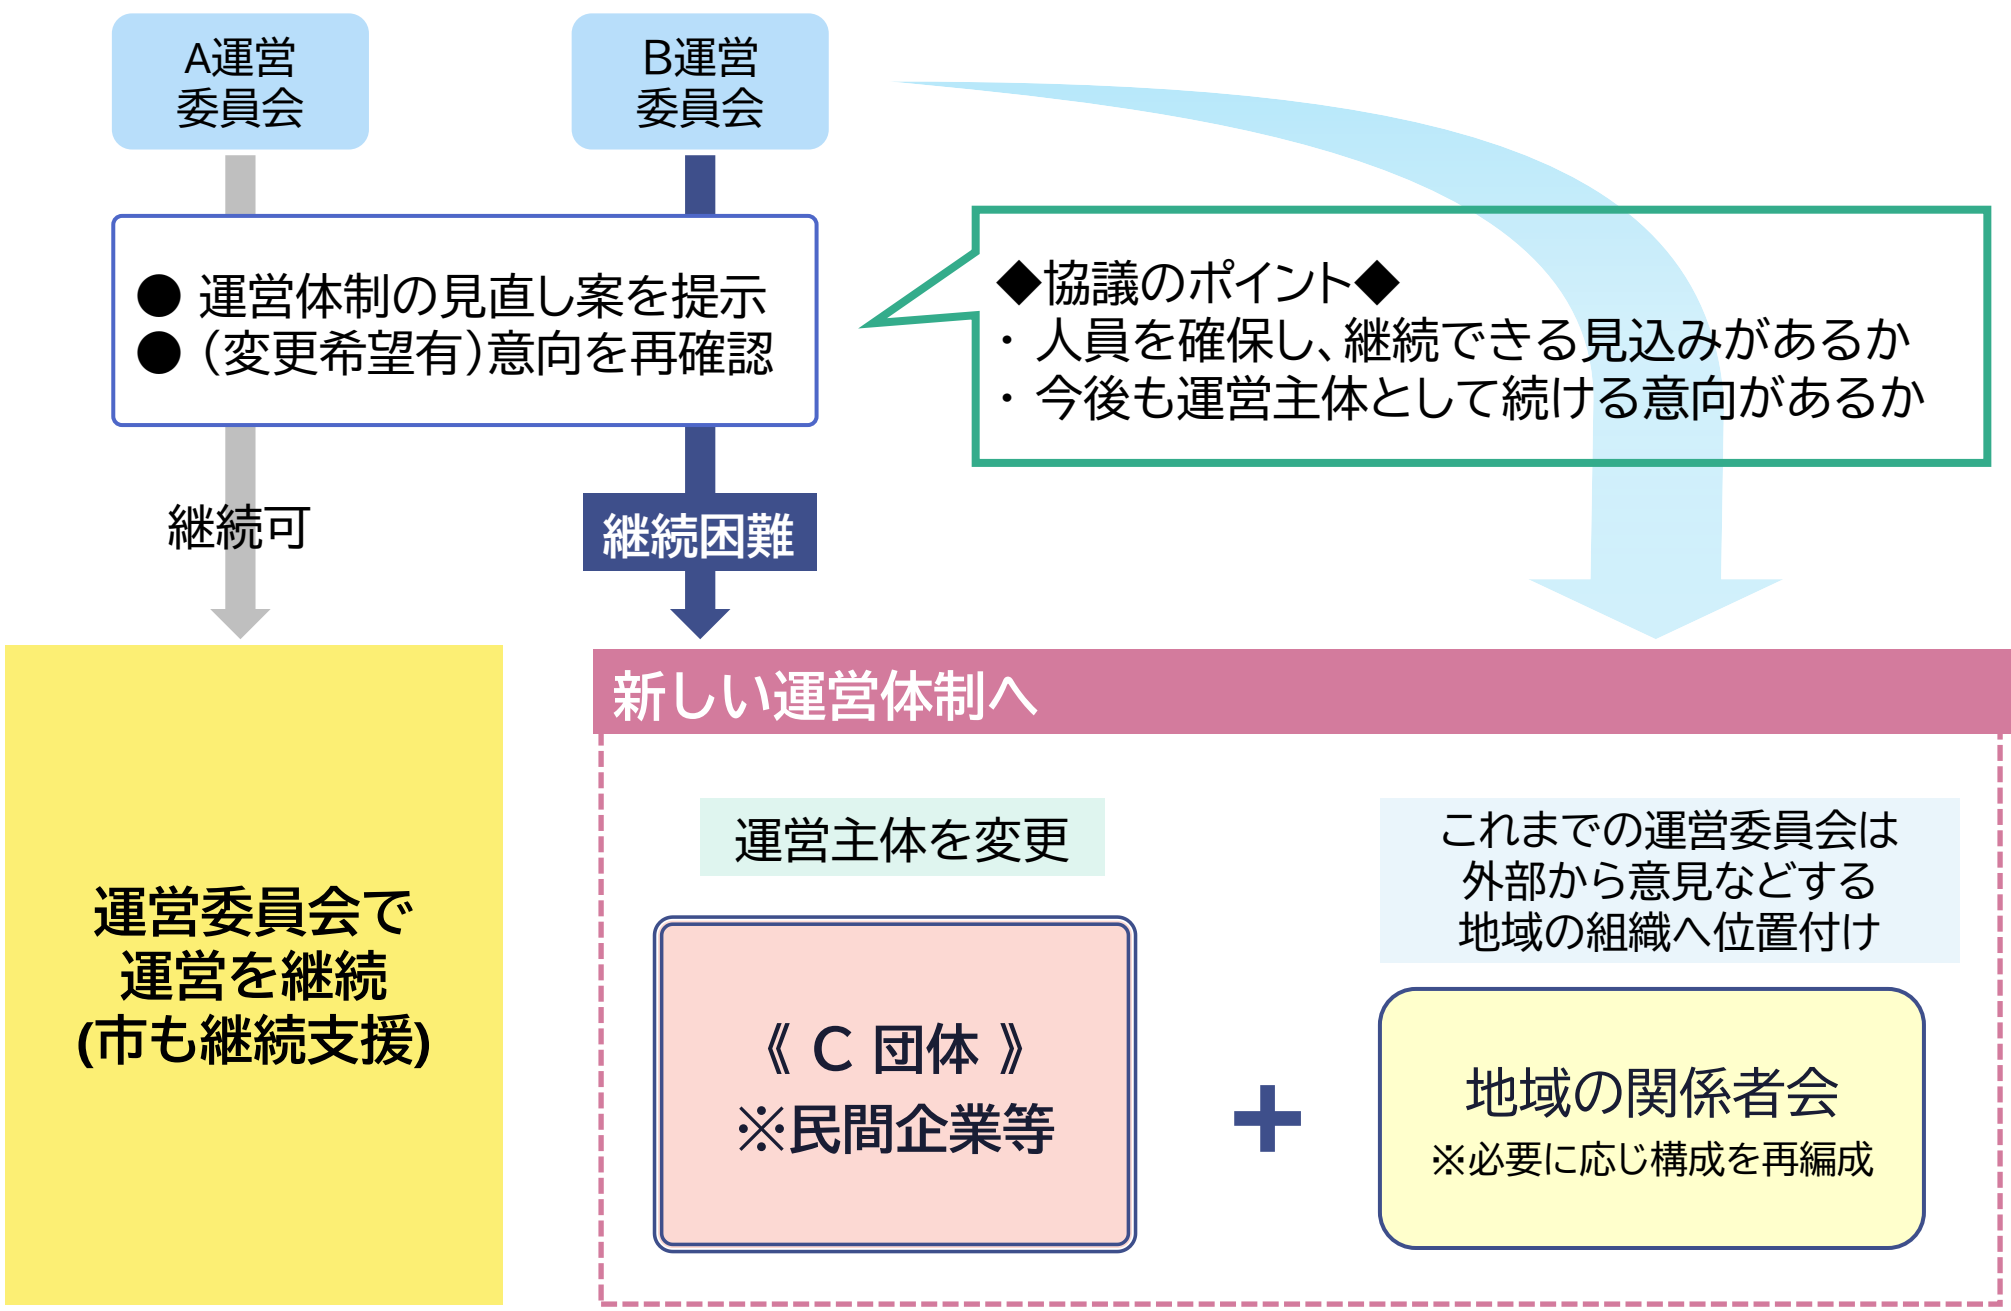 A運営
委員会
B運営
委員会
● 運営体制の見直し案を提示
●（変更希望有）意向を再確認
◆協議のポイント◆
・ 人員を確保し、継続できる見込みがあるか
・ 今後も運営主体として続ける意向があるか
継続可
継続困難
運営委員会で
運営を継続
(市も継続支援)
新しい運営体制へ
運営主体を変更
《 C 団体 》
※民間企業等
+
これまでの運営委員会は
外部から意見などする
地域の組織へ位置付け
地域の関係者会
※必要に応じ構成を再編成